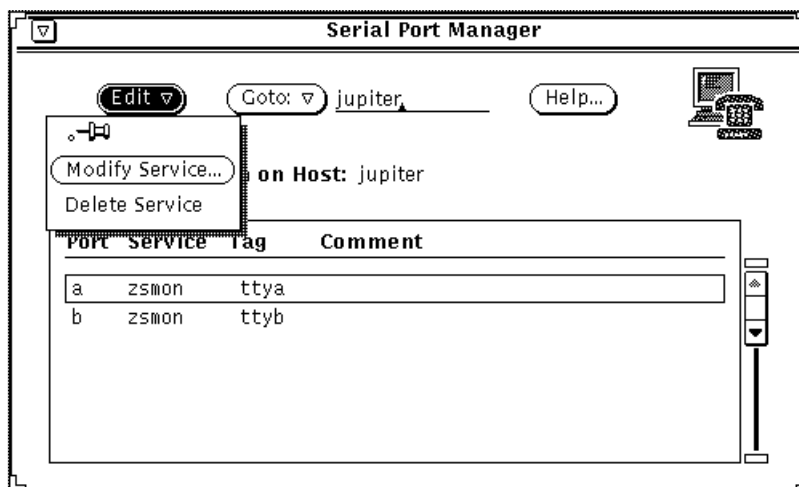 Serial Port Manager
Edit Goto: jupiter Help...
Modify Service...
on Host: jupiter
Delete Service
Port Service Tag Comment
a zsmon ttya
b zsmon ttyb